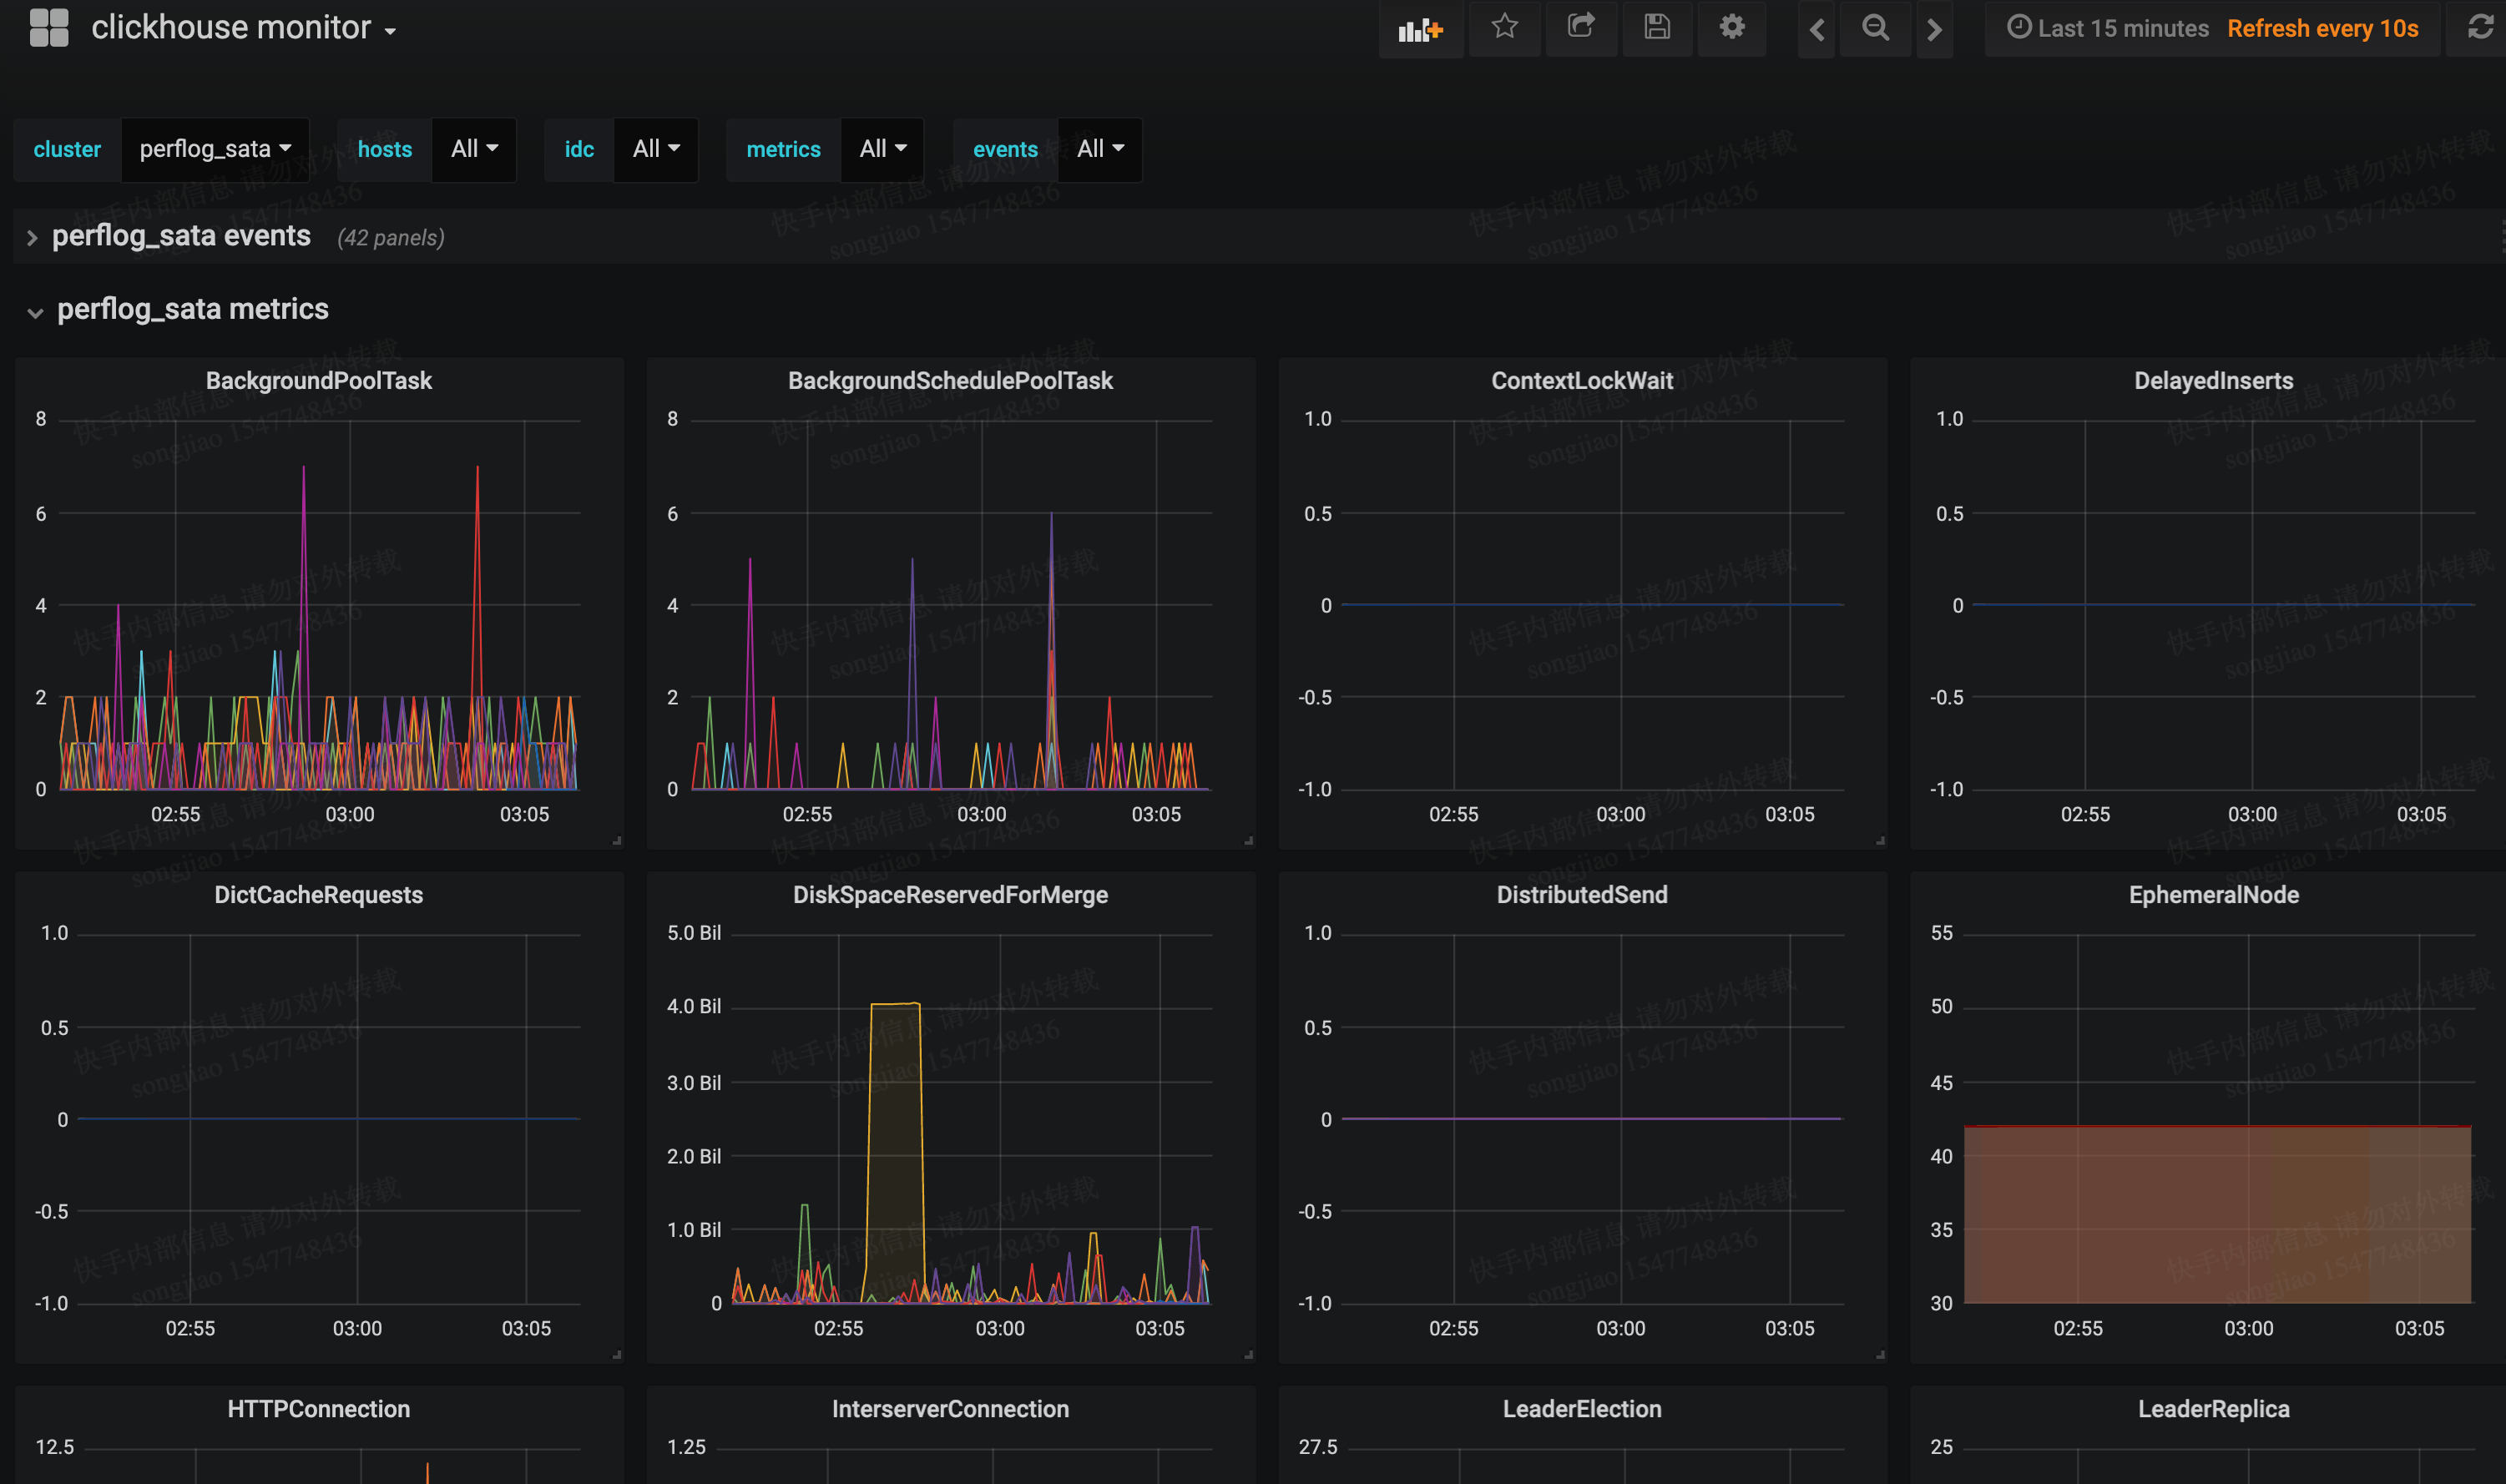 clickhouse monitor
Last 15 minutes Refresh every 10s
cluster perflog_sata hosts All idc All metrics All events All
perflog_sata events (42 panels)
perflog_sata metrics
BackgroundPoolTask
8
6
4
2
0
02:55 03:00 03:05
BackgroundSchedulePoolTask
8
6
4
2
0
02:55 03:00 03:05
ContextLockWait
1.0
0.5
0
-0.5
-1.0
02:55 03:00 03:05
DelayedInserts
1.0
0.5
0
-0.5
-1.0
02:55 03:00 03:05
DictCacheRequests
1.0
0.5
0
-0.5
-1.0
02:55 03:00 03:05
DiskSpaceReservedForMerge
5.0 Bil
4.0 Bil
3.0 Bil
2.0 Bil
1.0 Bil
0
02:55 03:00 03:05
DistributedSend
1.0
0.5
0
-0.5
-1.0
02:55 03:00 03:05
EphemeralNode
55
50
45
40
35
30
02:55 03:00 03:05
HTTPConnection
12.5
InterserverConnection
1.25
LeaderElection
27.5
LeaderReplica
25
快手内部信息 请勿对外转载
songjiao 1547748436